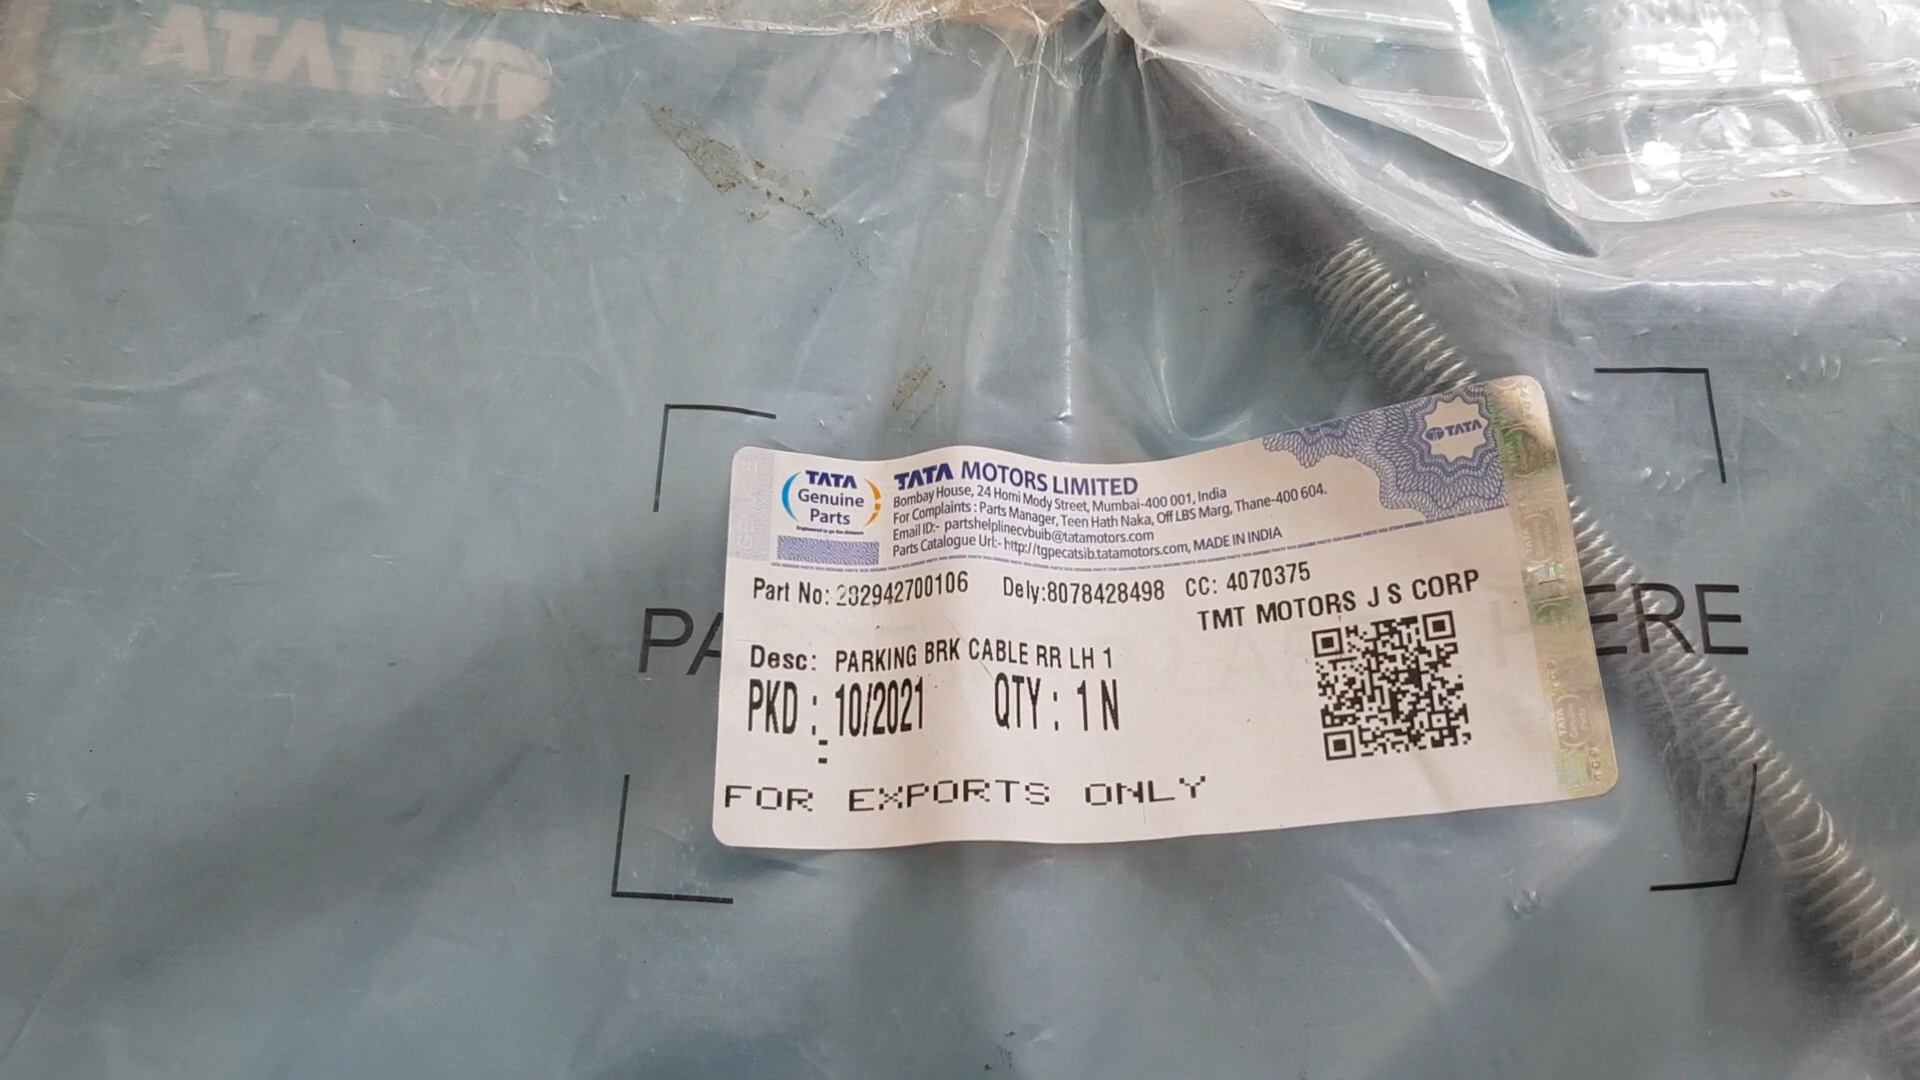 TATA
TATA
Genuine
Parts
TATA MOTORS LIMITED
Bombay House, 24 Homi Mody Street, Mumbai-400 001, India
For Complaints : Parts Manager, Teen Hath Naka, Off LBS Marg, Thane-400 604.
Email ID:- partshelplinecvbuib@tatamotors.com
Parts Catalogue Url:- http://tgpecatsib.tatamotors.com, MADE IN INDIA
TATA
Part No: 282942700106 Dely:8078428498 CC: 4070375
TMT MOTORS J S CORP
Desc: PARKING BRK CABLE RR LH 1
PKD : 10/2021 QTY : 1 N
FOR EXPORTS ONLY